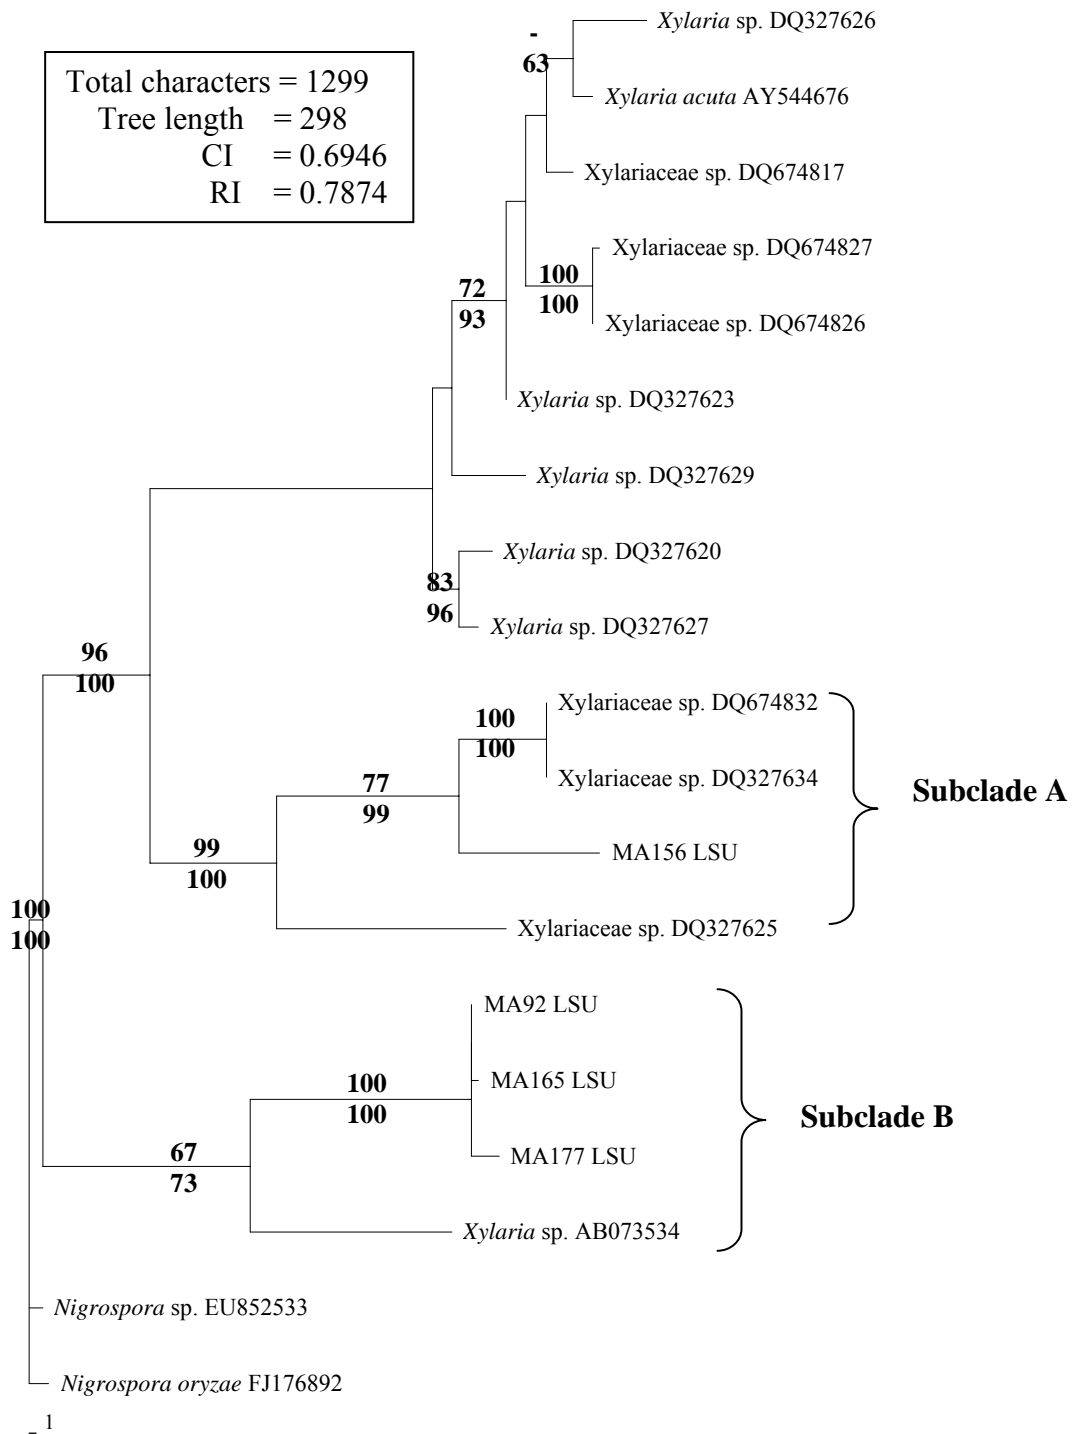 Total characters = 1299
Tree length = 298
CI = 0.6946
RI = 0.7874
Xylaria sp. DQ327626
-
63
Xylaria acuta AY544676
Xylariaceae sp. DQ674817
Xylariaceae sp. DQ674827
100
100
72
93
Xylariaceae sp. DQ674826
Xylaria sp. DQ327623
Xylaria sp. DQ327629
Xylaria sp. DQ327620
83
96
Xylaria sp. DQ327627
96
100
Xylariaceae sp. DQ674832
100
100
Xylariaceae sp. DQ327634
77
99
Subclade A
MA156 LSU
99
100
Xylariaceae sp. DQ327625
100
100
MA92 LSU
MA165 LSU
100
100
Subclade B
MA177 LSU
67
73
Xylaria sp. AB073534
Nigrospora sp. EU852533
Nigrospora oryzae FJ176892
1